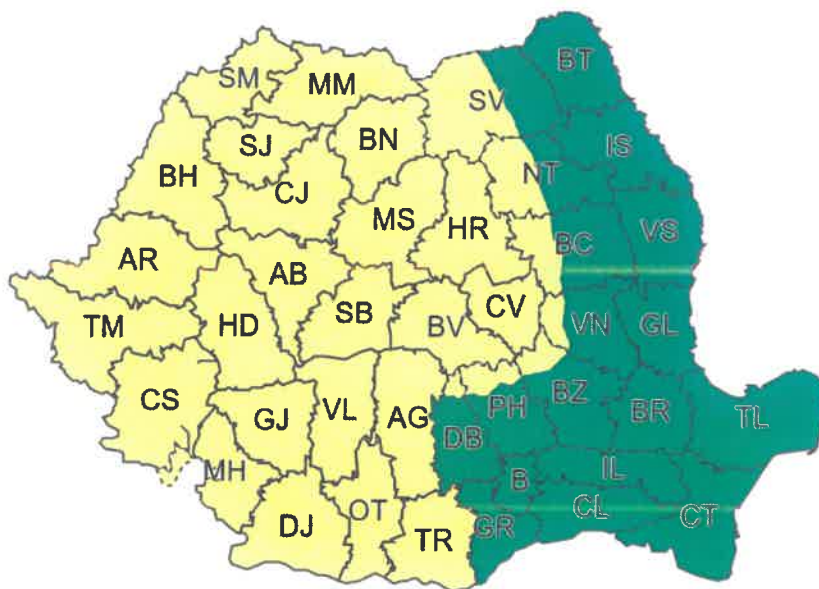 BT
SM MM
SV
SJ BN IS
BH CJ
NT
MS HR BC VS
AR AB
TM HD SB BV CV VN GL
CS GJ VL AG PH BZ BR TL
DB
MH B IL
OT CL CT
DJ TR GR